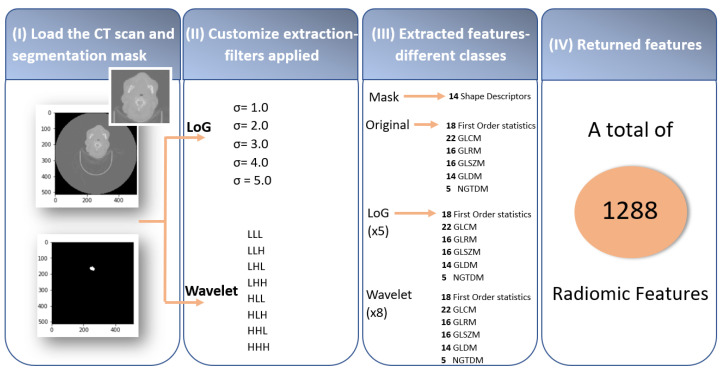 (I) Load the CT scan and
segmentation mask
0
100
200
300
400
500
0
200
400
0
100
200
300
400
500
0
200
400
(II) Customize extraction-
filters applied
LoG
σ= 1.0
σ= 2.0
σ= 3.0
σ= 4.0
σ = 5.0
Wavelet
LLL
LLH
LHL
LHH
HLL
HLH
HHL
HHH
(III) Extracted features-
different classes
Mask
14 Shape Descriptors
Original
18 First Order statistics
22 GLCM
16 GLRM
16 GLSZM
14 GLDM
5 NGTDM
LoG
(x5)
18 First Order statistics
22 GLCM
16 GLRM
16 GLSZM
14 GLDM
5 NGTDM
Wavelet
(x8)
18 First Order statistics
22 GLCM
16 GLRM
16 GLSZM
14 GLDM
5 NGTDM
(IV) Returned features
A total of
1288
Radiomic Features